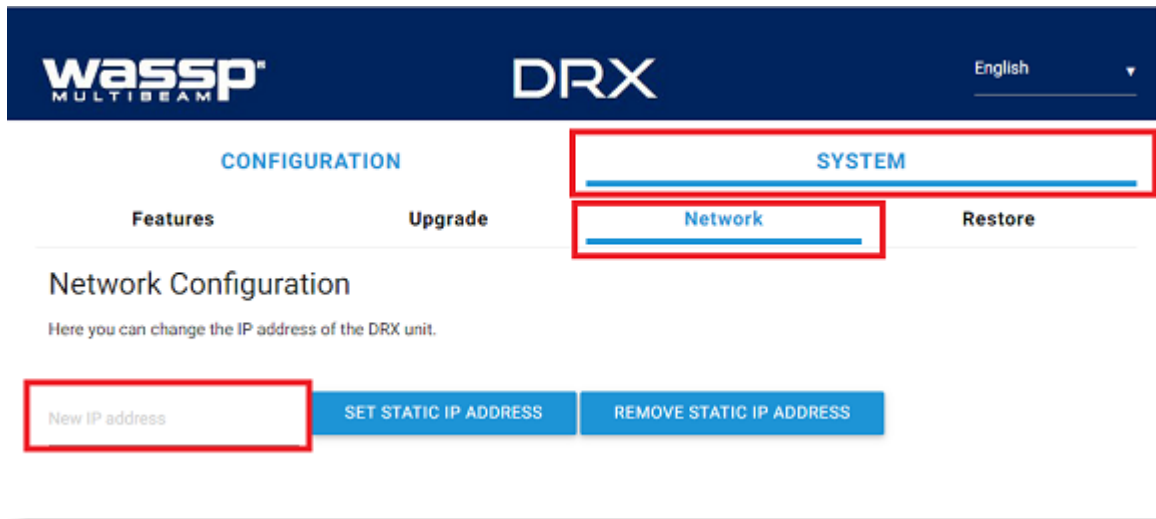 wassp
MULTIBEAM
DRX
English
CONFIGURATION
SYSTEM
Features
Upgrade
Network
Restore
Network Configuration
Here you can change the IP address of the DRX unit.
New IP address
SET STATIC IP ADDRESS
REMOVE STATIC IP ADDRESS